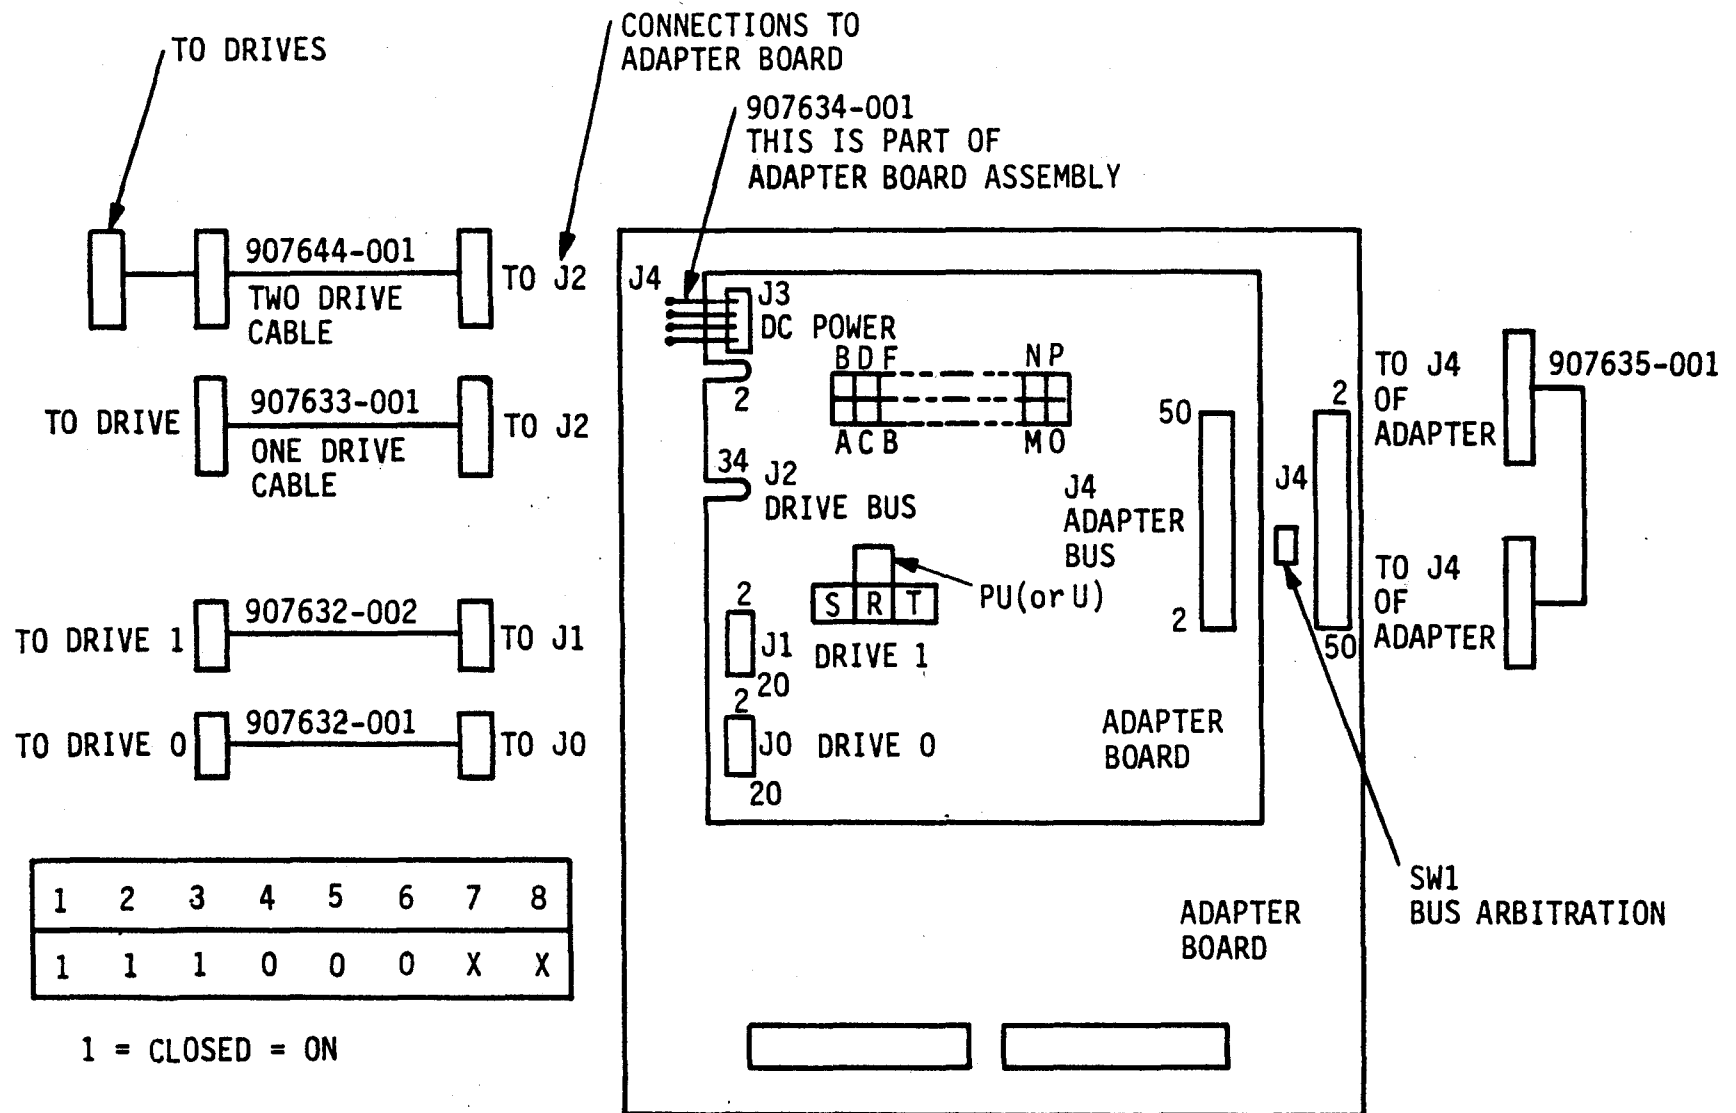 TO DRIVES
CONNECTIONS TO
ADAPTER BOARD
907634-001
THIS IS PART OF
ADAPTER BOARD ASSEMBLY
907644-001
TWO DRIVE
CABLE
TO J2
TO DRIVE
907633-001
ONE DRIVE
CABLE
TO J2
TO DRIVE 1
907632-002
TO J1
TO DRIVE 0
907632-001
TO J0
J4
J3
DC POWER
2
B D F N P
A C B M O
34
J2
DRIVE BUS
PU(or U)
S R T
2
J1
20
DRIVE 1
2
J0
20
DRIVE 0
50
J4
ADAPTER
BUS
2
ADAPTER
BOARD
2
J4
50
TO J4
OF
ADAPTER
907635-001
TO J4
OF
ADAPTER
SW1
BUS ARBITRATION
ADAPTER
BOARD
1 2 3 4 5 6 7 8
1 1 1 0 0 0 X X
1 = CLOSED = ON